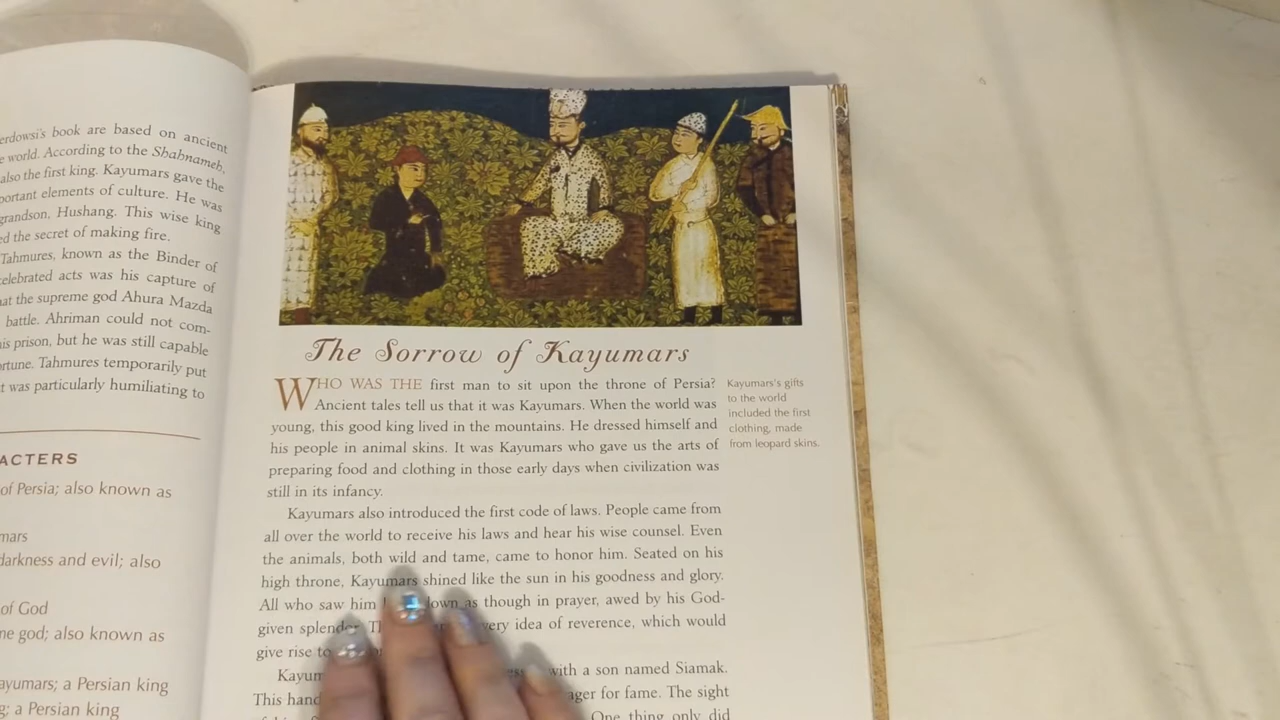 erdowsi's book are based on ancient
e world. According to the Shahnameh,
also the first king. Kayumars gave the
portant elements of culture. He was
grandson, Hushang. This wise king
ed the secret of making fire.
Tahmures, known as the Binder of
elebrated acts was his capture of
at the supreme god Ahura Mazda
battle. Ahriman could not com-
is prison, but he was still capable
ortune. Tahmures temporarily put
t was particularly humiliating to
ACTERS
of Persia; also known as
mars
darkness and evil; also
of God
ne god; also known as
ayumars; a Persian king
g; a Persian king
The Sorrow of Kayumars
WHO WAS THE first man to sit upon the throne of Persia?
Ancient tales tell us that it was Kayumars. When the world was
young, this good king lived in the mountains. He dressed himself and
his people in animal skins. It was Kayumars who gave us the arts of
preparing food and clothing in those early days when civilization was
still in its infancy.
Kayumars also introduced the first code of laws. People came from
all over the world to receive his laws and hear his wise counsel. Even
the animals, both wild and tame, came to honor him. Seated on his
high throne, Kayumars shined like the sun in his goodness and glory.
All who saw him down as though in prayer, awed by his God-
given splendor. very idea of reverence, which would
give rise to
Kayum with a son named Siamak.
This hand ager for fame. The sight
One thing only did
Kayumars's gifts
to the world
included the first
clothing, made
from leopard skins.